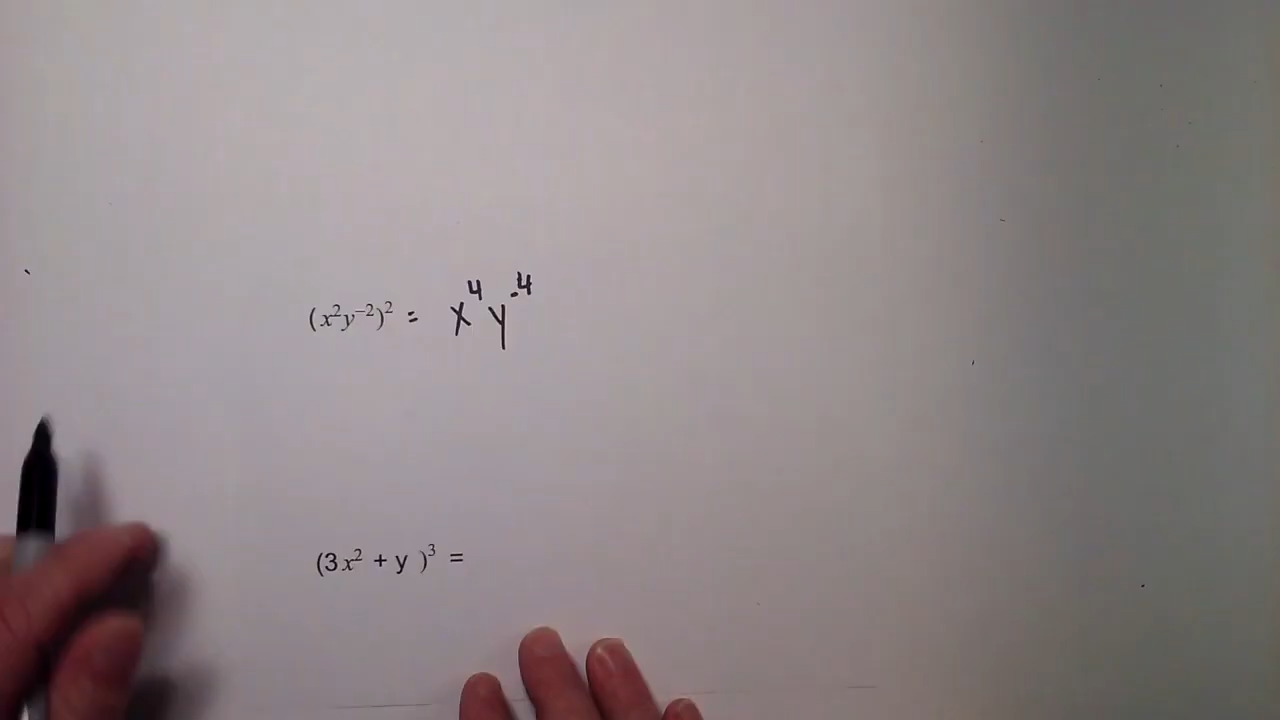 (x²y⁻²)² = x⁴y⁻⁴
(3x² + y )³ =